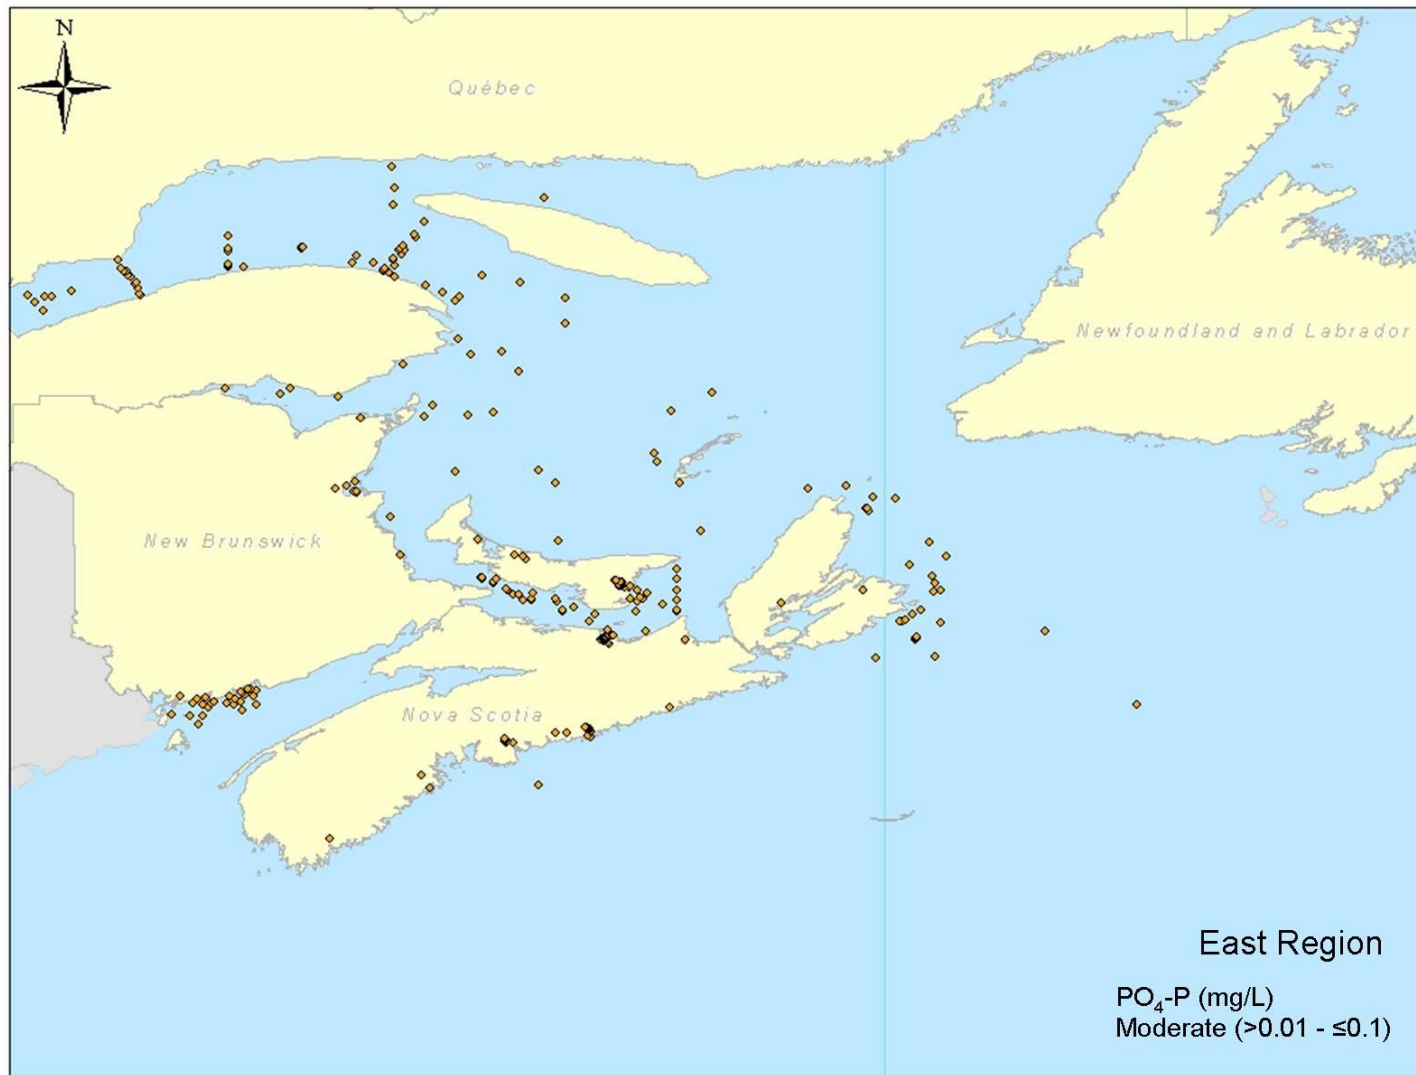 N
Québec
Newfoundland and Labrador
New Brunswick
Nova Scotia
East Region
PO₄-P (mg/L)
Moderate (>0.01 - ≤0.1)